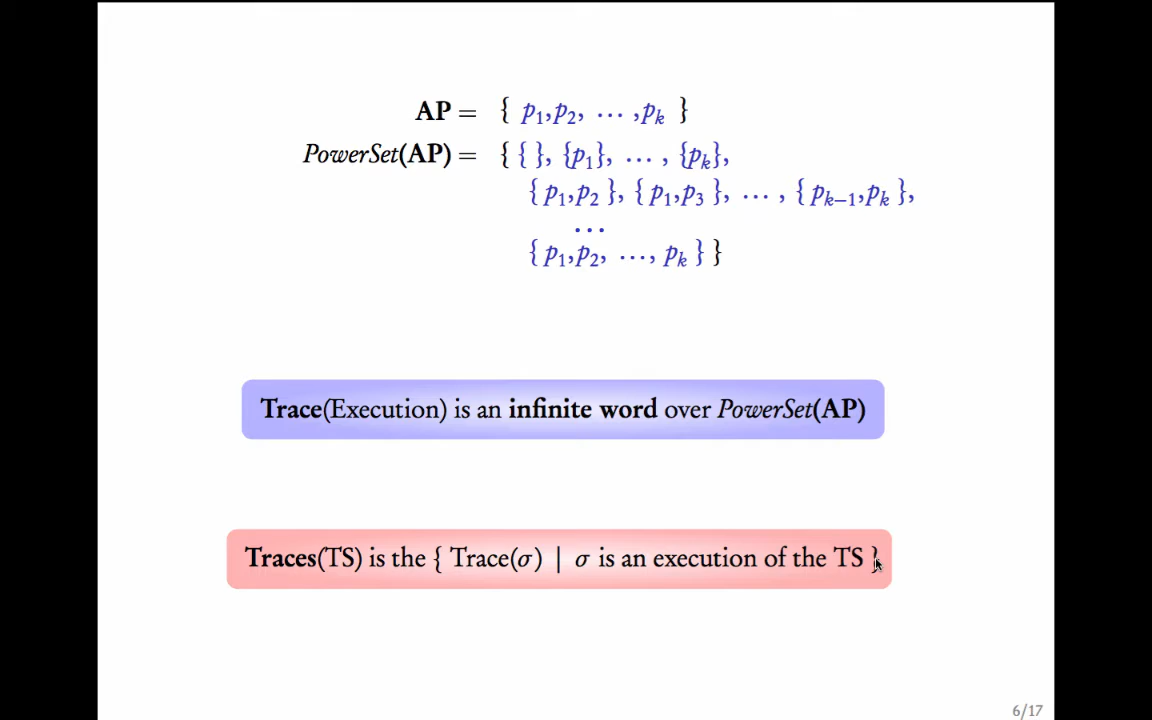 AP = { p₁,p₂, … ,pₖ }
PowerSet(AP) = { { }, {p₁}, … , {pₖ},
{ p₁,p₂ }, { p₁,p₃ }, … , { pₖ₋₁,pₖ },
…
{ p₁,p₂, …, pₖ } }
Trace(Execution) is an infinite word over PowerSet(AP)
Traces(TS) is the { Trace(σ) | σ is an execution of the TS }
6/17